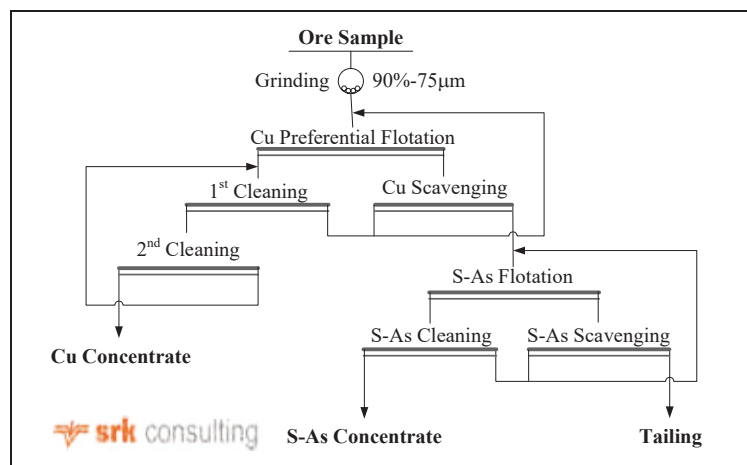 Ore Sample
Grinding 90%-75μm
Cu Preferential Flotation
1st Cleaning Cu Scavenging
2nd Cleaning
S-As Flotation
S-As Cleaning S-As Scavenging
Cu Concentrate
srk consulting
S-As Concentrate Tailing